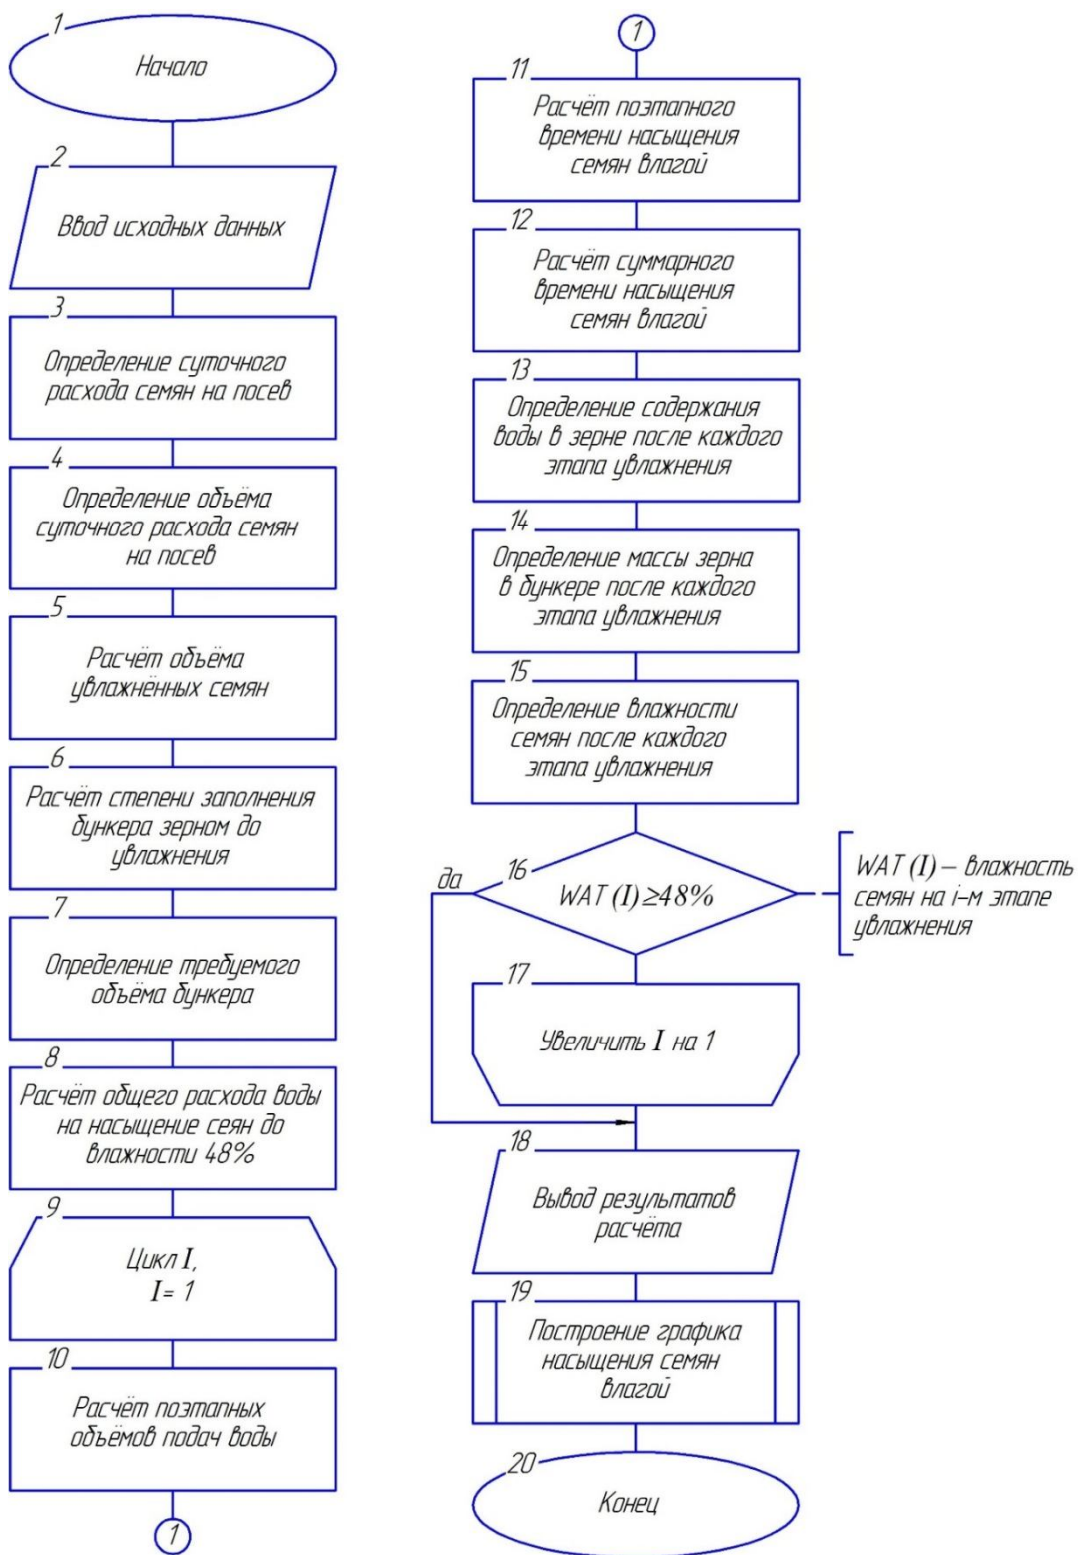 1
Начало
2
Ввод исходных данных
3
Определение суточного
расхода семян на посев
4
Определение объёма
суточного расхода семян
на посев
5
Расчёт объёма
увлажнённых семян
6
Расчёт степени заполнения
бункера зерном до
увлажнения
7
Определение требуемого
объёма бункера
8
Расчёт общего расхода воды
на насыщение сеян до
влажности 48%
9
Цикл I,
I= 1
10
Расчёт поэтапных
объёмов подач воды
1
1
11
Расчёт поэтапного
времени насыщения
семян влагой
12
Расчёт суммарного
времени насыщения
семян влагой
13
Определение содержания
воды в зерне после каждого
этапа увлажнения
14
Определение массы зерна
в бункере после каждого
этапа увлажнения
15
Определение влажности
семян после каждого
этапа увлажнения
16
да
WAT (I) ≥48%
WAT (I) – влажность
семян на i-м этапе
увлажнения
17
Увеличить I на 1
18
Вывод результатов
расчёта
19
Построение графика
насыщения семян
влагой
20
Конец